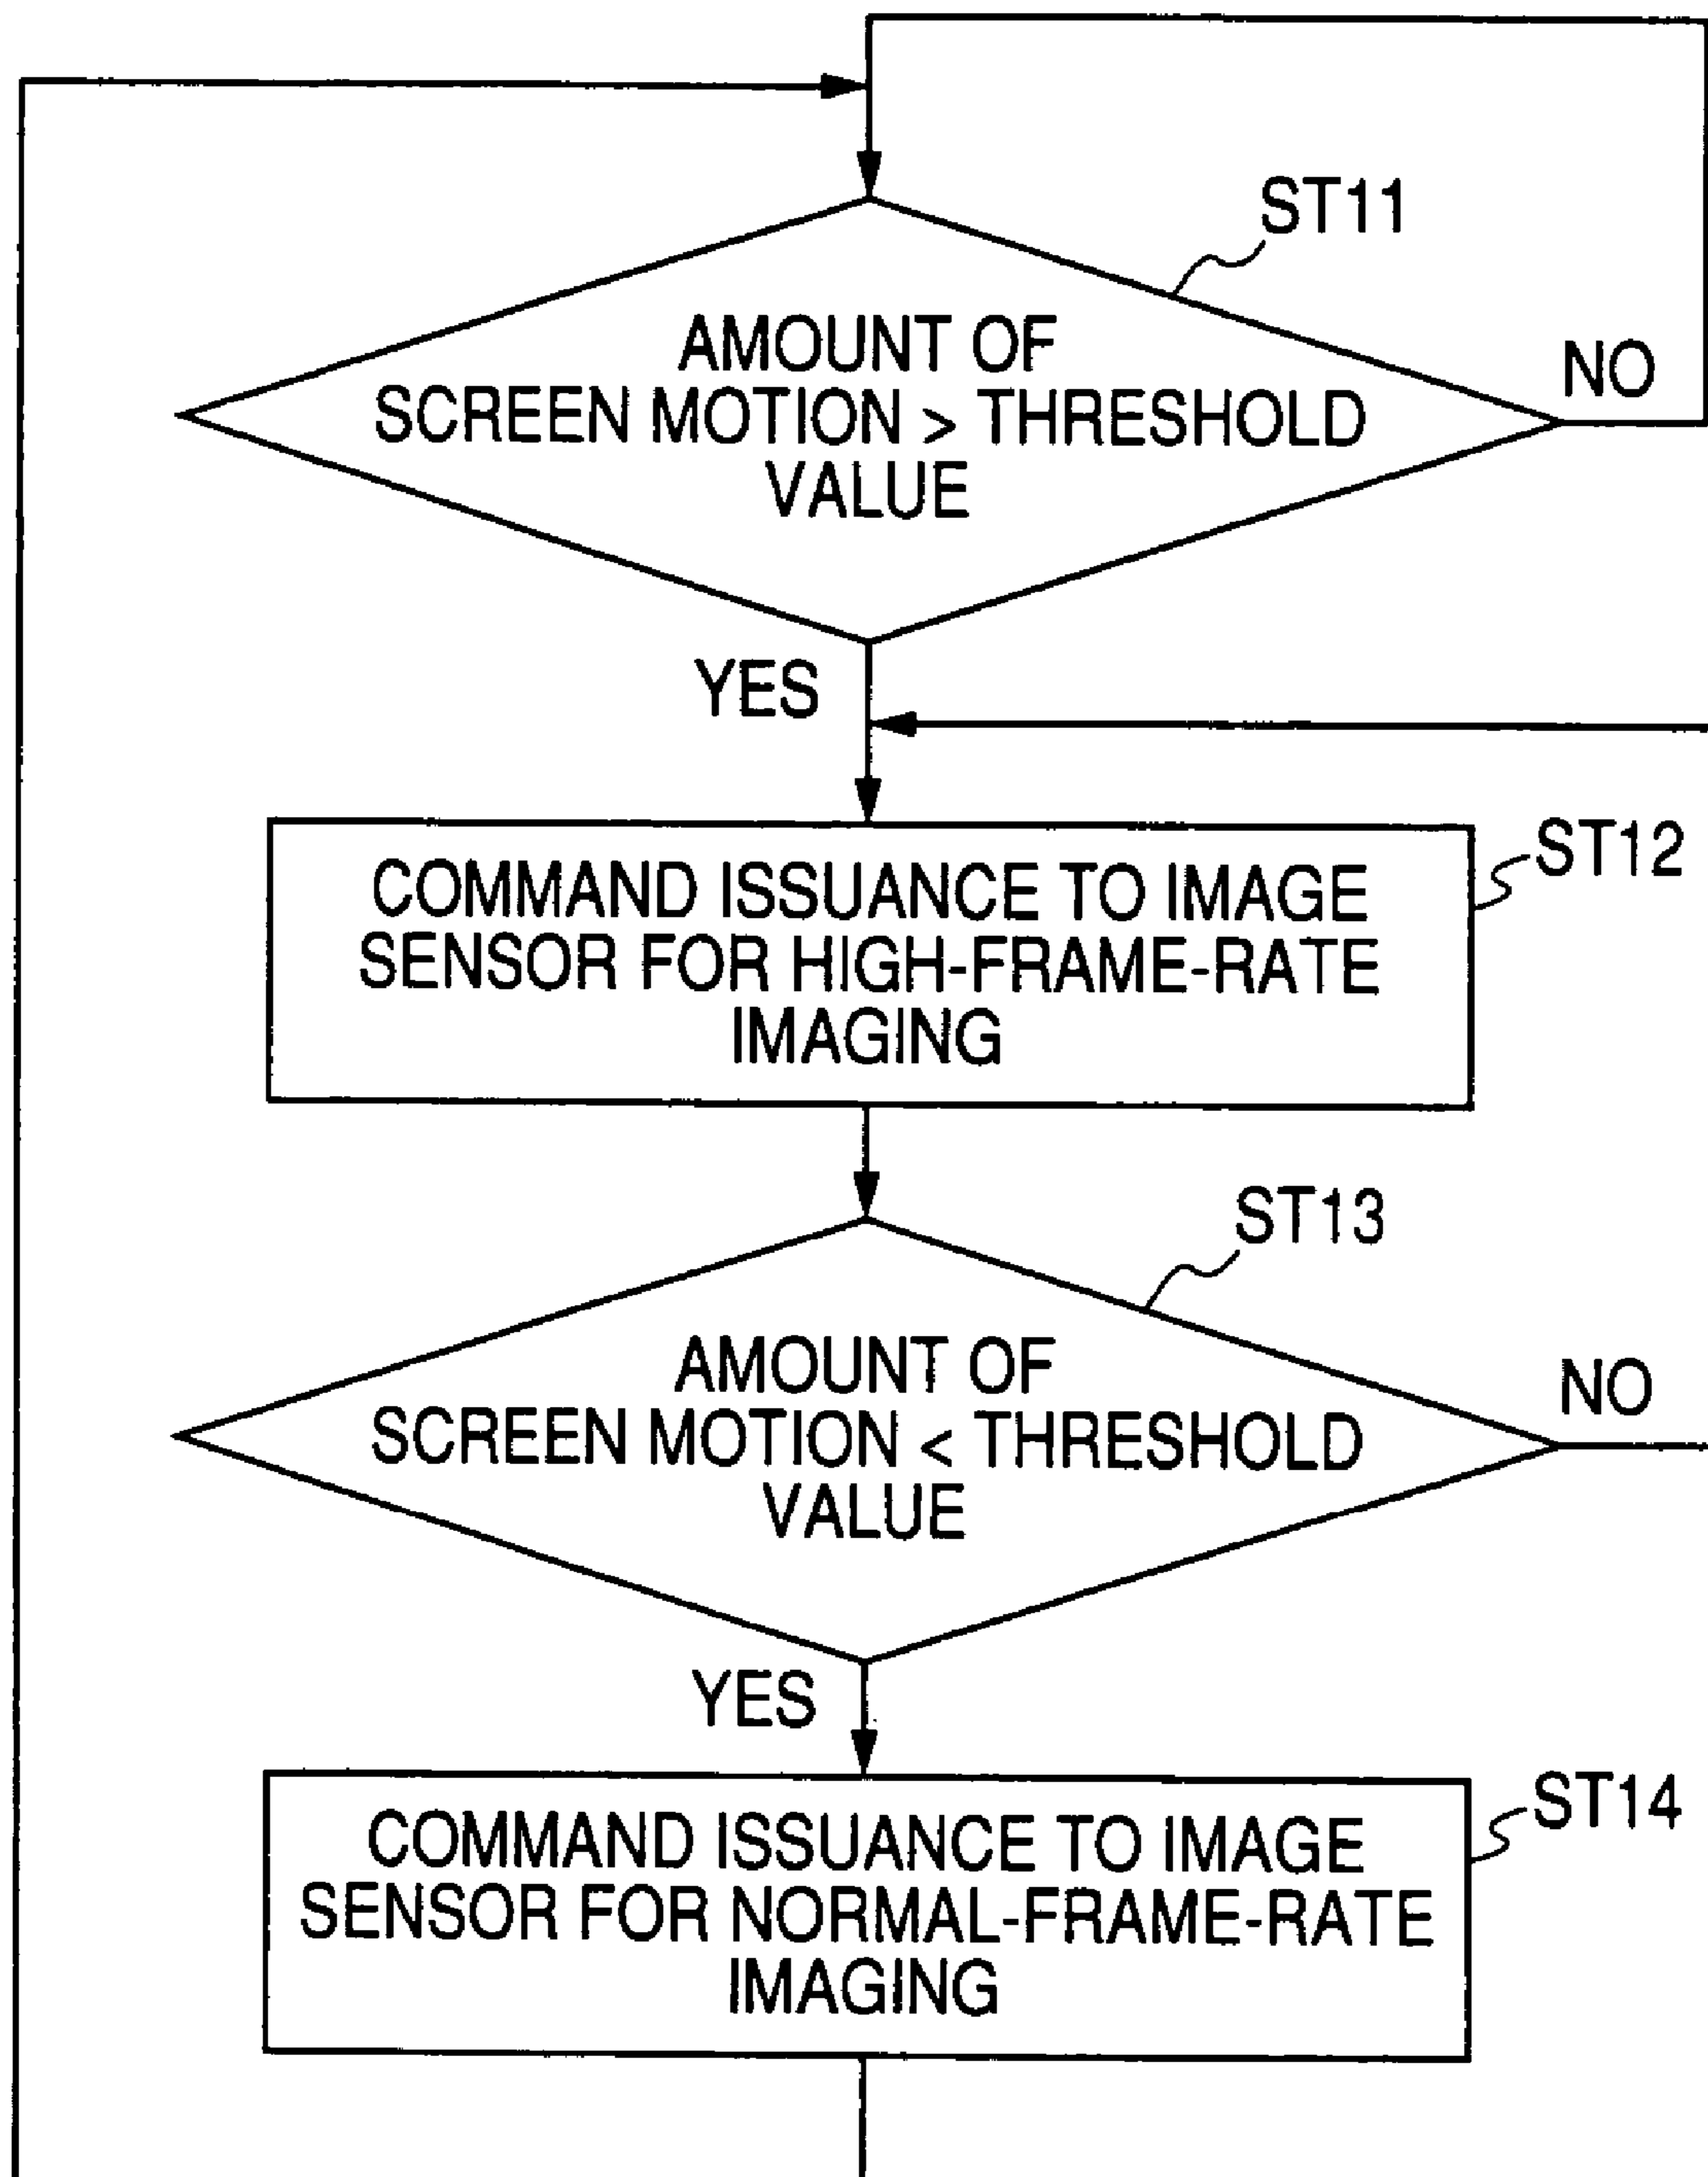 ST11
AMOUNT OF
SCREEN MOTION > THRESHOLD
VALUE
NO
YES
ST12
COMMAND ISSUANCE TO IMAGE
SENSOR FOR HIGH-FRAME-RATE
IMAGING
ST13
AMOUNT OF
SCREEN MOTION < THRESHOLD
VALUE
NO
YES
ST14
COMMAND ISSUANCE TO IMAGE
SENSOR FOR NORMAL-FRAME-RATE
IMAGING